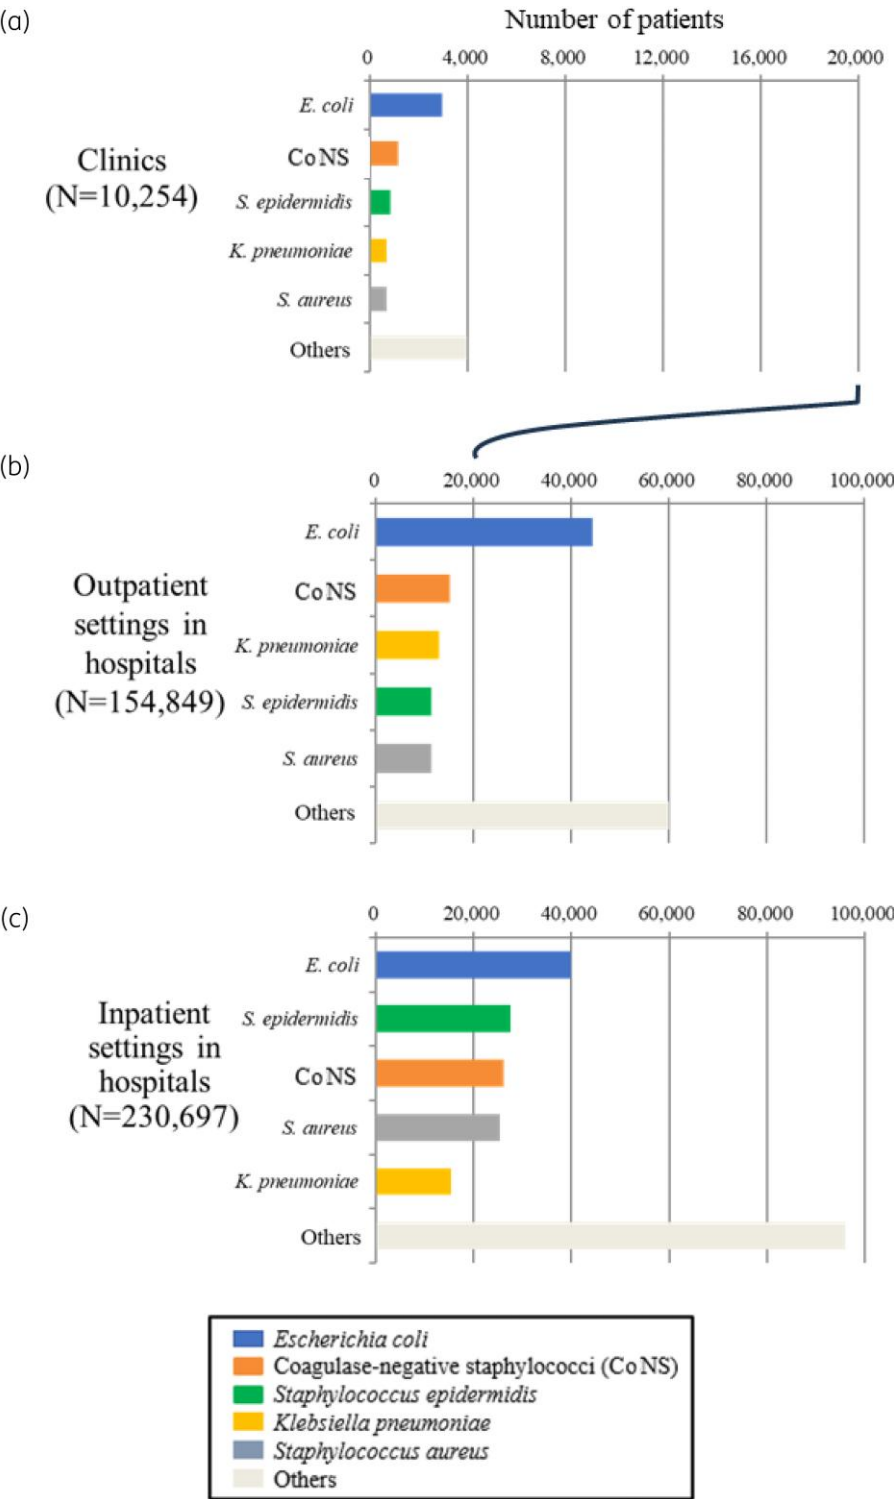 (a)
Number of patients
0 4,000 8,000 12,000 16,000 20,000
E. coli
CoNS
S. epidermidis
K. pneumoniae
S. aureus
Others
Clinics
(N=10,254)
(b)
0 20,000 40,000 60,000 80,000 100,000
E. coli
CoNS
K. pneumoniae
S. epidermidis
S. aureus
Others
Outpatient
settings in
hospitals
(N=154,849)
(c)
0 20,000 40,000 60,000 80,000 100,000
E. coli
S. epidermidis
CoNS
S. aureus
K. pneumoniae
Others
Inpatient
settings in
hospitals
(N=230,697)
Escherichia coli
Coagulase-negative staphylococci (CoNS)
Staphylococcus epidermidis
Klebsiella pneumoniae
Staphylococcus aureus
Others